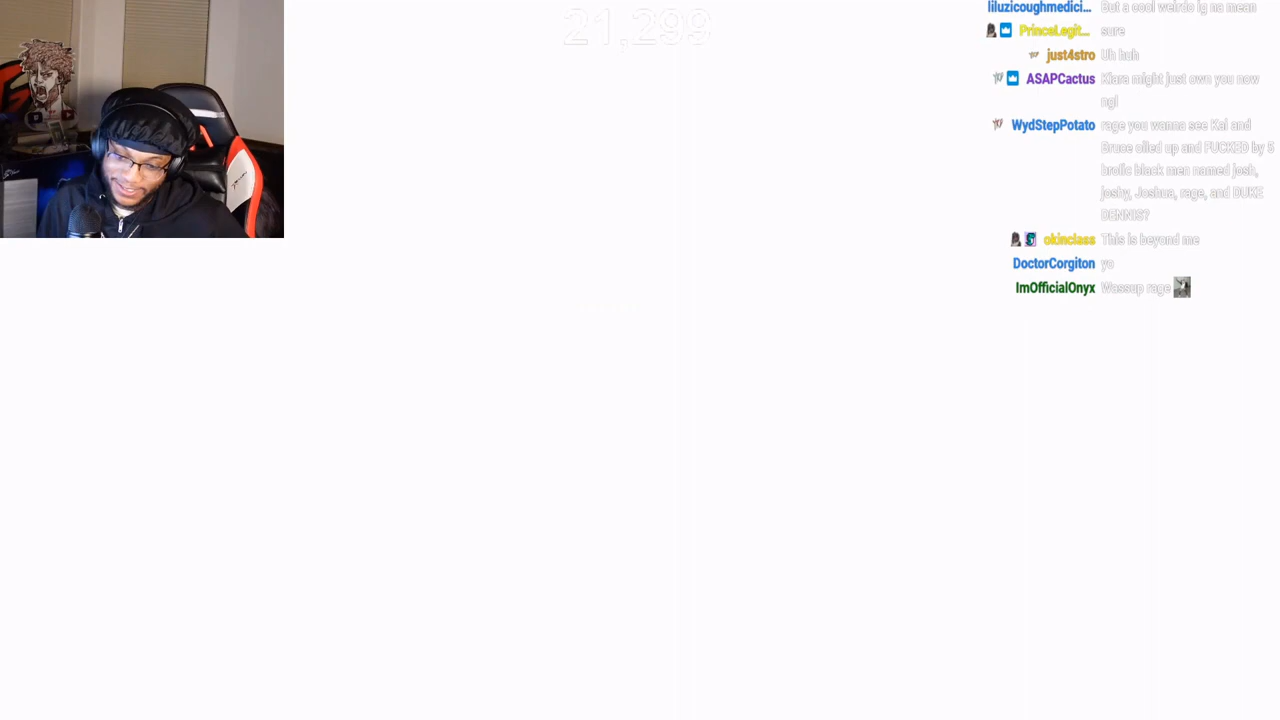 21,299
liluzicoughmedici... But a cool weirdo ig na mean
PrinceLegit... sure
just4stro Uh huh
ASAPCactus Kiara might just own you now
ngl
WydStepPotato rage you wanna see Kai and
Bruce oiled up and FUCKED by 5
brolic black men named josh,
joshy, Joshua, rage, and DUKE
DENNIS?
okinclass This is beyond me
DoctorCorgiton yo
ImOfficialOnyx Wassup rage